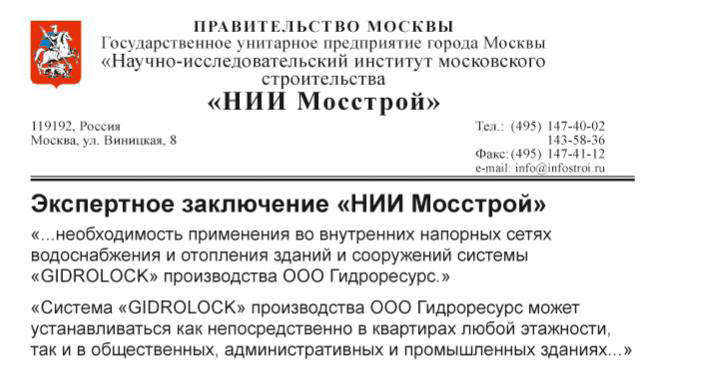 ПРАВИТЕЛЬСТВО МОСКВЫ
Государственное унитарное предприятие города Москвы
«Научно-исследовательский институт московского
строительства
«НИИ Мосстрой»
119192, Россия
Москва, ул. Виницкая, 8
Тел.: (495) 147-40-02
143-58-36
Факс:(495) 147-41-12
e-mail: info@infostroi.ru
Экспертное заключение «НИИ Мосстрой»
«...необходимость применения во внутренних напорных сетях
водоснабжения и отопления зданий и сооружений системы
«GIDROLOCK» производства ООО Гидроресурс.»
«Система «GIDROLOCK» производства ООО Гидроресурс может
устанавливаться как непосредственно в квартирах любой этажности,
так и в общественных, административных и промышленных зданиях...»